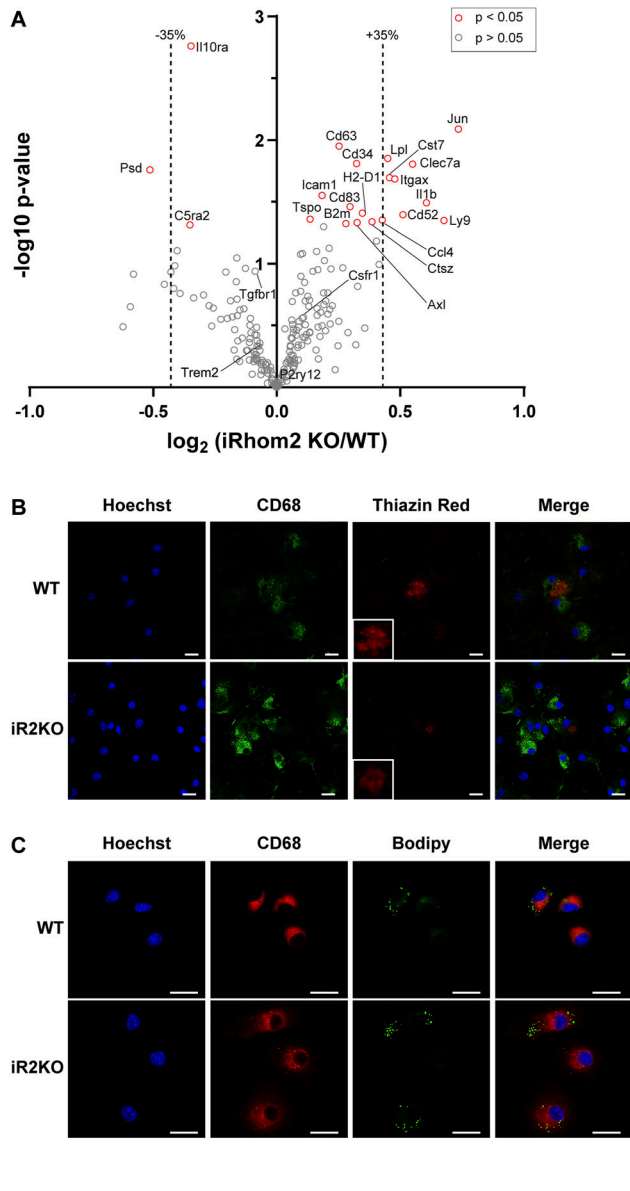 A
3
-35%
+35%
p < 0.05
p > 0.05
Il10ra
2
Jun
Cd63
Lpl
Cst7
Cd34
Clec7a
Psd
H2-D1
Itgax
Icam1
Il1b
Cd83
Tspo
B2m
Cd52
Ly9
C5ra2
Ccl4
1
Ctsz
Csfr1
Tgfbr1
Axl
Trem2
P2ry12
-log10 p-value
-1.0 -0.5 0.0 0.5 1.0
log2 (iRhom2 KO/WT)
B
Hoechst CD68 Thiazin Red Merge
WT
iR2KO
C
Hoechst CD68 Bodipy Merge
WT
iR2KO